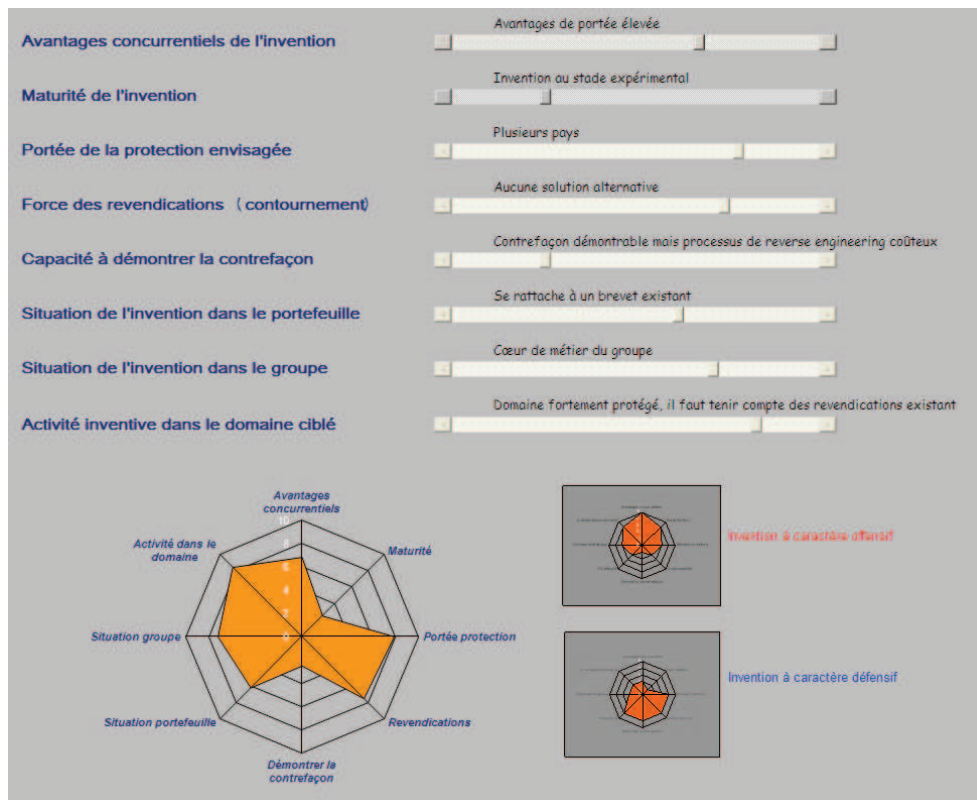 Avantages de portée élevée
Avantages concurrentiels de l'invention
Invention au stade expérimental
Maturité de l'invention
Plusieurs pays
Portée de la protection envisagée
Aucune solution alternative
Force des revendications (contournement)
Contrefaçon démontrable mais processus de reverse engineering coûteux
Capacité à démontrer la contrefaçon
Se rattache à un brevet existant
Situation de l'invention dans le portefeuille
Cœur de métier du groupe
Situation de l'invention dans le groupe
Domaine fortement protégé, il faut tenir compte des revendications existant
Activité inventive dans le domaine ciblé
Avantages
concurrentiels
10
Activité dans le
domaine
Maturité
8
6
4
2
Situation groupe
0
Portée protection
Situation portefeuille
Revendications
Démontrer la
contrefaçon
Invention à caractère offensif
Invention à caractère défensif